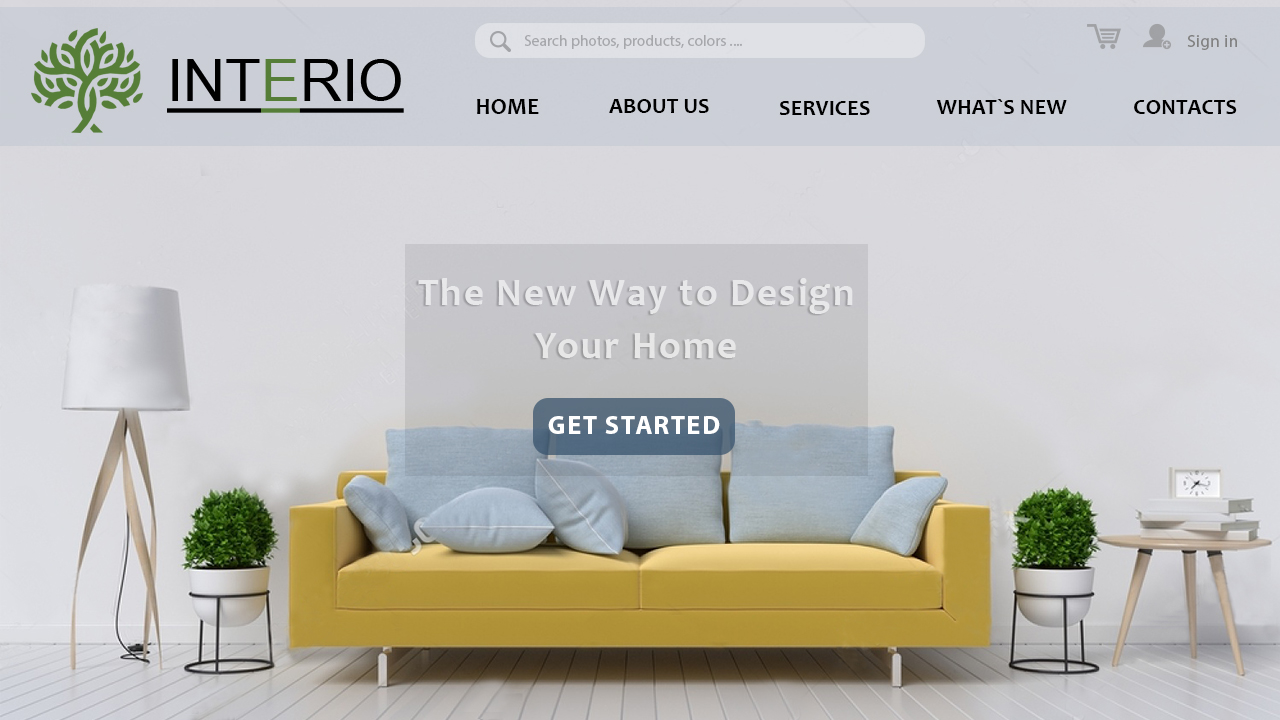 INTERIO
Search photos, products, colors ....
Sign in
HOME
ABOUT US
SERVICES
WHAT`S NEW
CONTACTS
The New Way to Design
Your Home
GET STARTED